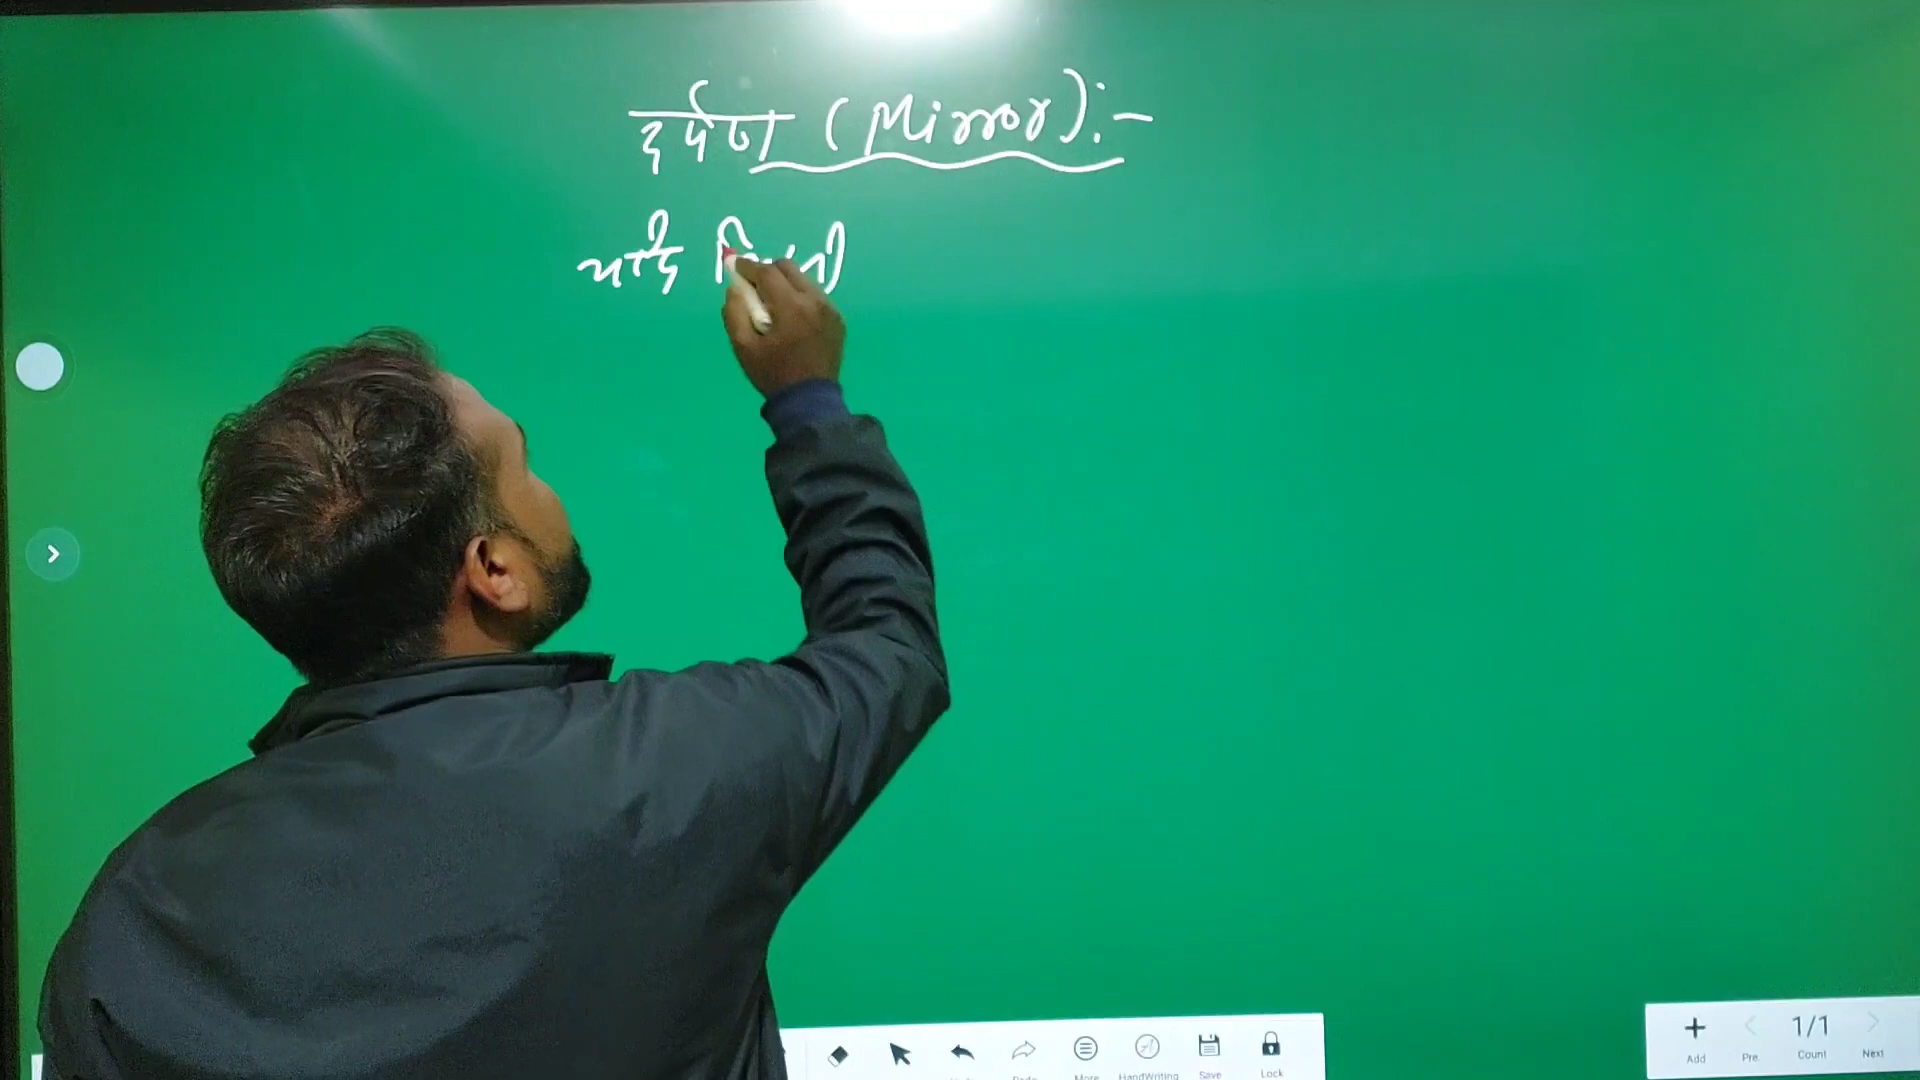 दर्पण (Mirror):-
यदि किसी
1/1
Add Pre Count Next
More HandWriting Save Lock